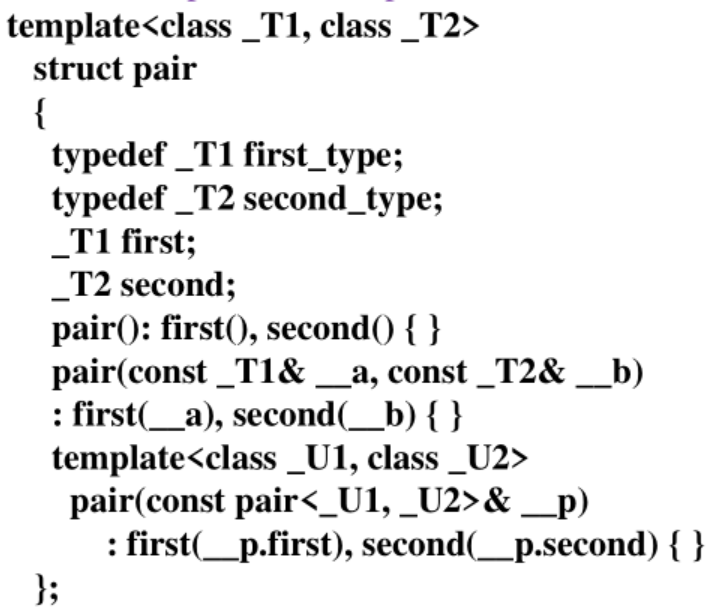 template<class _T1, class _T2>
struct pair
{
typedef _T1 first_type;
typedef _T2 second_type;
_T1 first;
_T2 second;
pair(): first(), second() { }
pair(const _T1& __a, const _T2& __b)
: first(__a), second(__b) { }
template<class _U1, class _U2>
pair(const pair<_U1, _U2>& __p)
: first(__p.first), second(__p.second) { }
};